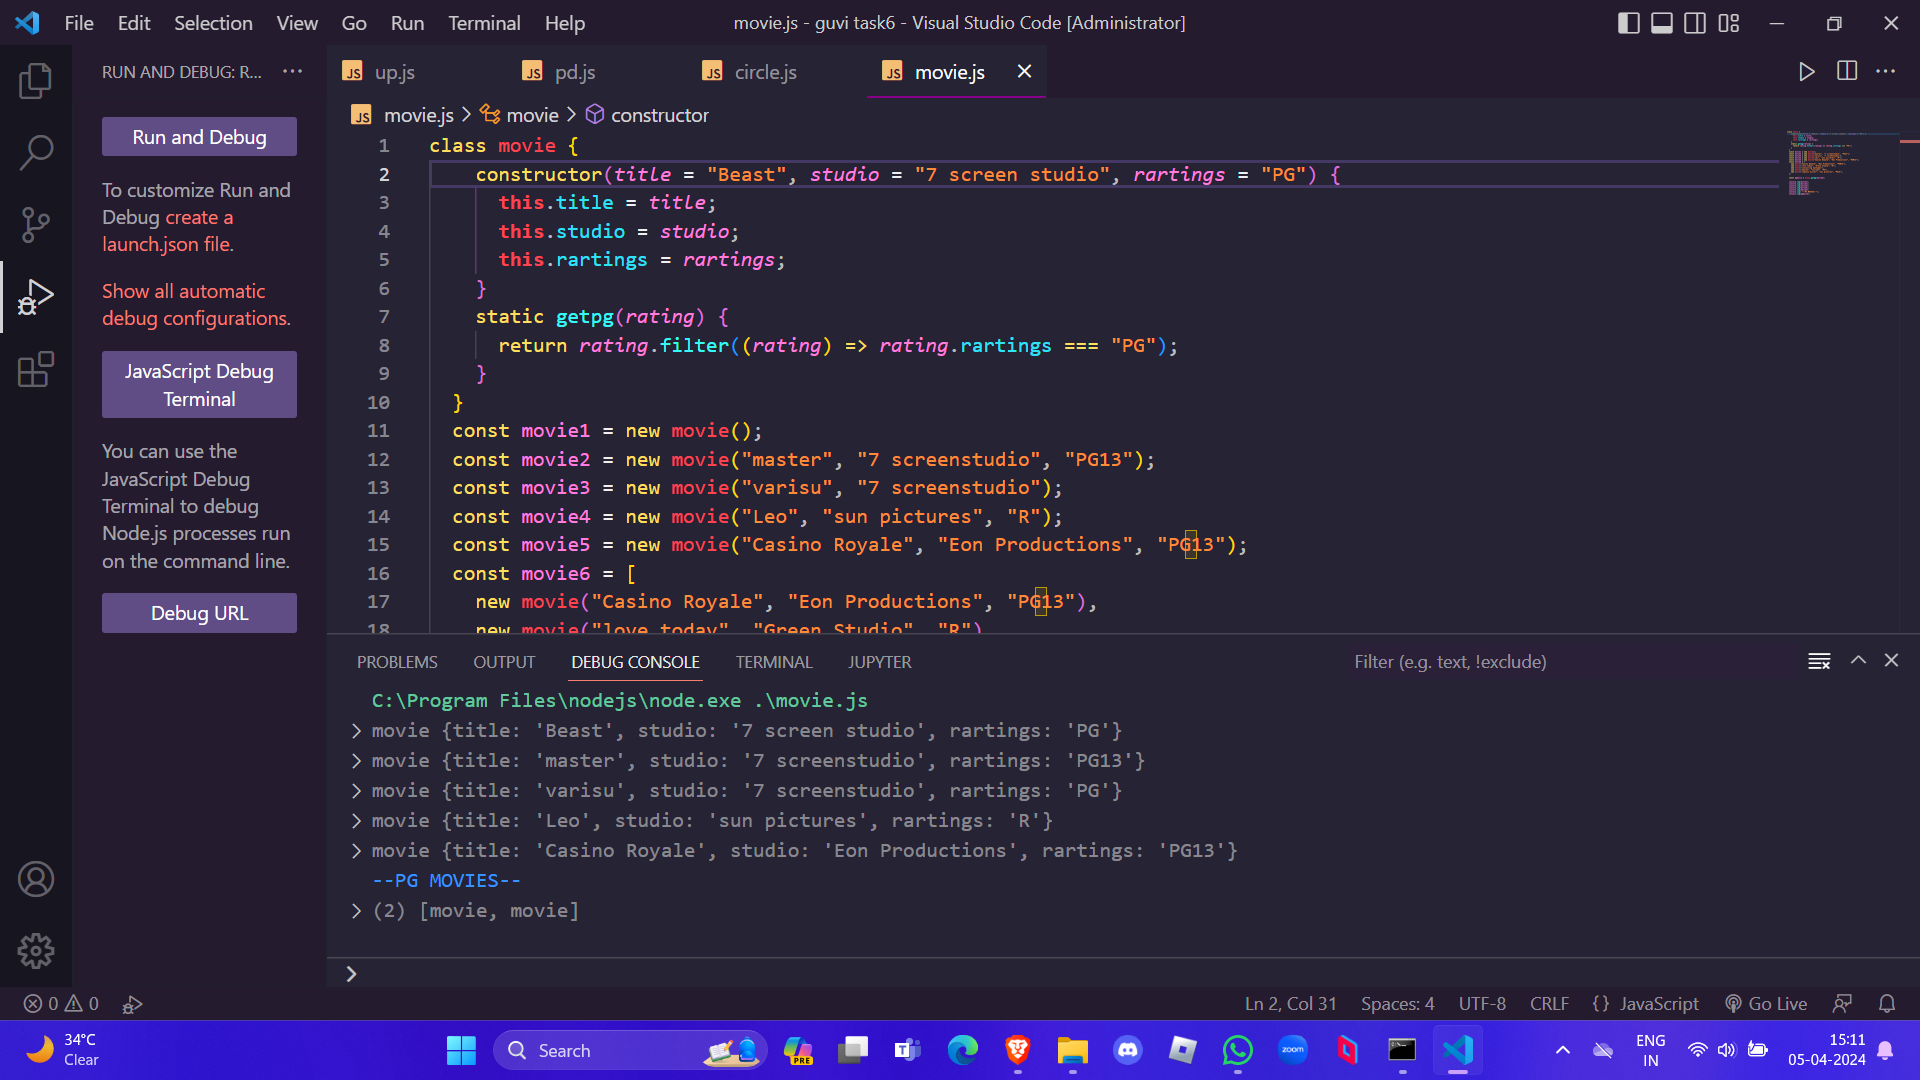 File Edit Selection View Go Run Terminal Help
movie.js - guvi task6 - Visual Studio Code [Administrator]
RUN AND DEBUG: R...
Run and Debug
To customize Run and
Debug create a
launch.json file.
Show all automatic
debug configurations.
JavaScript Debug
Terminal
You can use the
JavaScript Debug
Terminal to debug
Node.js processes run
on the command line.
Debug URL
JS up.js JS pd.js JS circle.js JS movie.js
JS movie.js > movie > constructor
1 class movie {
2 constructor(title = "Beast", studio = "7 screen studio", rartings = "PG") {
3 this.title = title;
4 this.studio = studio;
5 this.rartings = rartings;
6 }
7 static getpg(rating) {
8 return rating.filter((rating) => rating.rartings === "PG");
9 }
10 }
11 const movie1 = new movie();
12 const movie2 = new movie("master", "7 screenstudio", "PG13");
13 const movie3 = new movie("varisu", "7 screenstudio");
14 const movie4 = new movie("Leo", "sun pictures", "R");
15 const movie5 = new movie("Casino Royale", "Eon Productions", "PG13");
16 const movie6 = [
17 new movie("Casino Royale", "Eon Productions", "PG13"),
18 new movie("love today", "Green Studio", "R")
PROBLEMS OUTPUT DEBUG CONSOLE TERMINAL JUPYTER Filter (e.g. text, !exclude)
C:\Program Files\nodejs\node.exe .\movie.js
> movie {title: 'Beast', studio: '7 screen studio', rartings: 'PG'}
> movie {title: 'master', studio: '7 screenstudio', rartings: 'PG13'}
> movie {title: 'varisu', studio: '7 screenstudio', rartings: 'PG'}
> movie {title: 'Leo', studio: 'sun pictures', rartings: 'R'}
> movie {title: 'Casino Royale', studio: 'Eon Productions', rartings: 'PG13'}
--PG MOVIES--
> (2) [movie, movie]
>
0 0 Ln 2, Col 31 Spaces: 4 UTF-8 CRLF {} JavaScript Go Live
34°C
Clear
Search
PRE
zoom
ENG
IN
15:11
05-04-2024